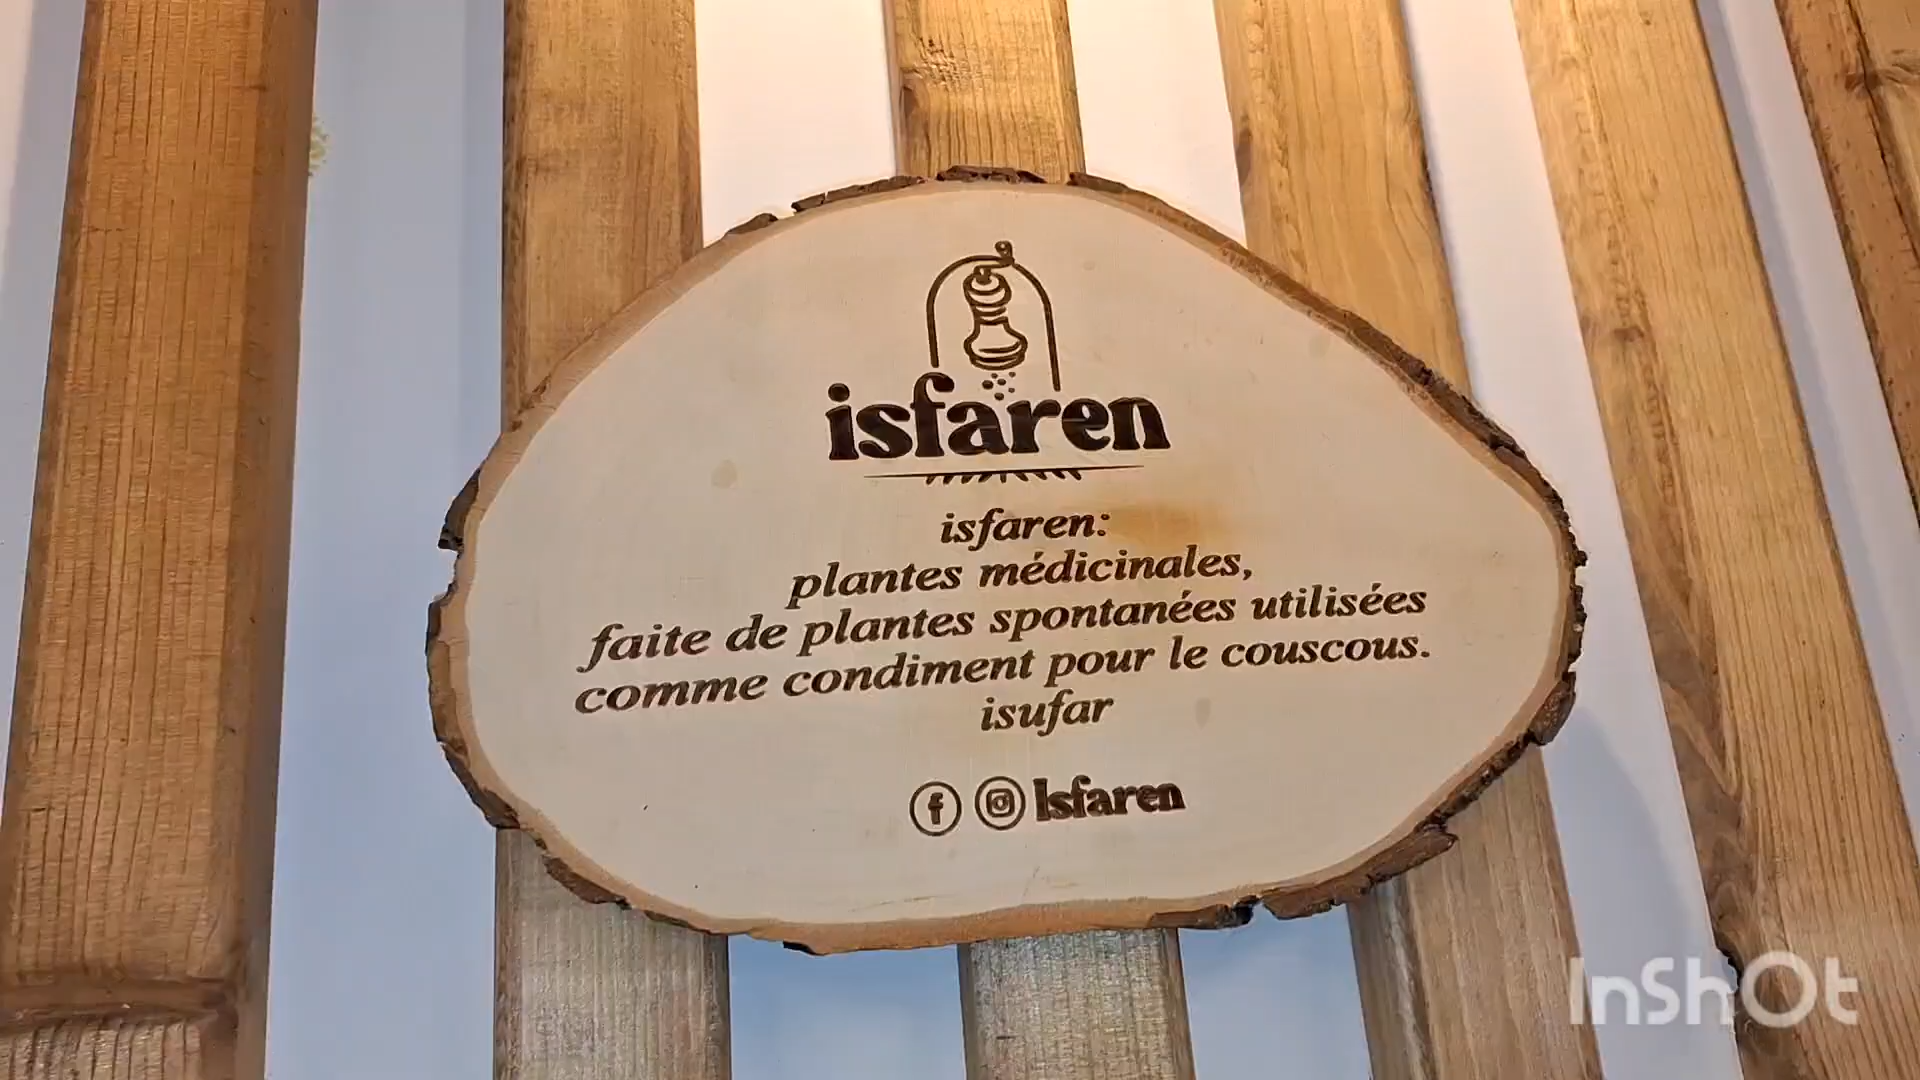 isfaren
isfaren:
plantes médicinales,
faite de plantes spontanées utilisées
comme condiment pour le couscous.
isufar
Isfaren
InShOt